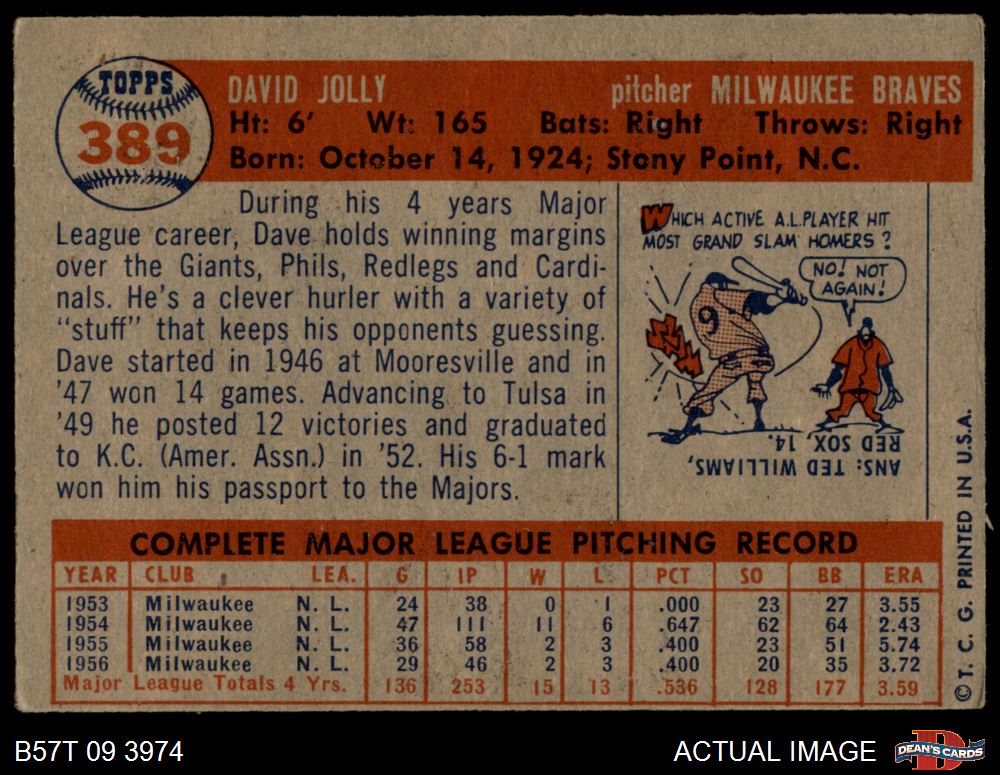 TOPPS
389
DAVID JOLLY pitcher MILWAUKEE BRAVES
Ht: 6' Wt: 165 Bats: Right Throws: Right
Born: October 14, 1924; Stony Point, N.C.
During his 4 years Major
League career, Dave holds winning margins
over the Giants, Phils, Redlegs and Cardi-
nals. He's a clever hurler with a variety of
"stuff" that keeps his opponents guessing.
Dave started in 1946 at Mooresville and in
'47 won 14 games. Advancing to Tulsa in
'49 he posted 12 victories and graduated
to K.C. (Amer. Assn.) in '52. His 6-1 mark
won him his passport to the Majors.
WHICH ACTIVE A.L. PLAYER HIT
MOST GRAND SLAM HOMERS?
NO! NOT
AGAIN!
9
ANS: TED WILLIAMS,
RED SOX, 14.
COMPLETE MAJOR LEAGUE PITCHING RECORD
YEAR CLUB LEA. G IP W L PCT SO BB ERA
1953 Milwaukee N. L. 24 38 0 1 .000 23 27 3.55
1954 Milwaukee N. L. 47 111 11 6 .647 62 64 2.43
1955 Milwaukee N. L. 36 58 2 3 .400 23 51 5.74
1956 Milwaukee N. L. 29 46 2 3 .400 20 35 3.72
Major League Totals 4 Yrs. 136 253 15 13 .536 128 177 3.59
© T. C. G. PRINTED IN U.S.A.
B57T 09 3974 ACTUAL IMAGE
DEAN'S CARDS